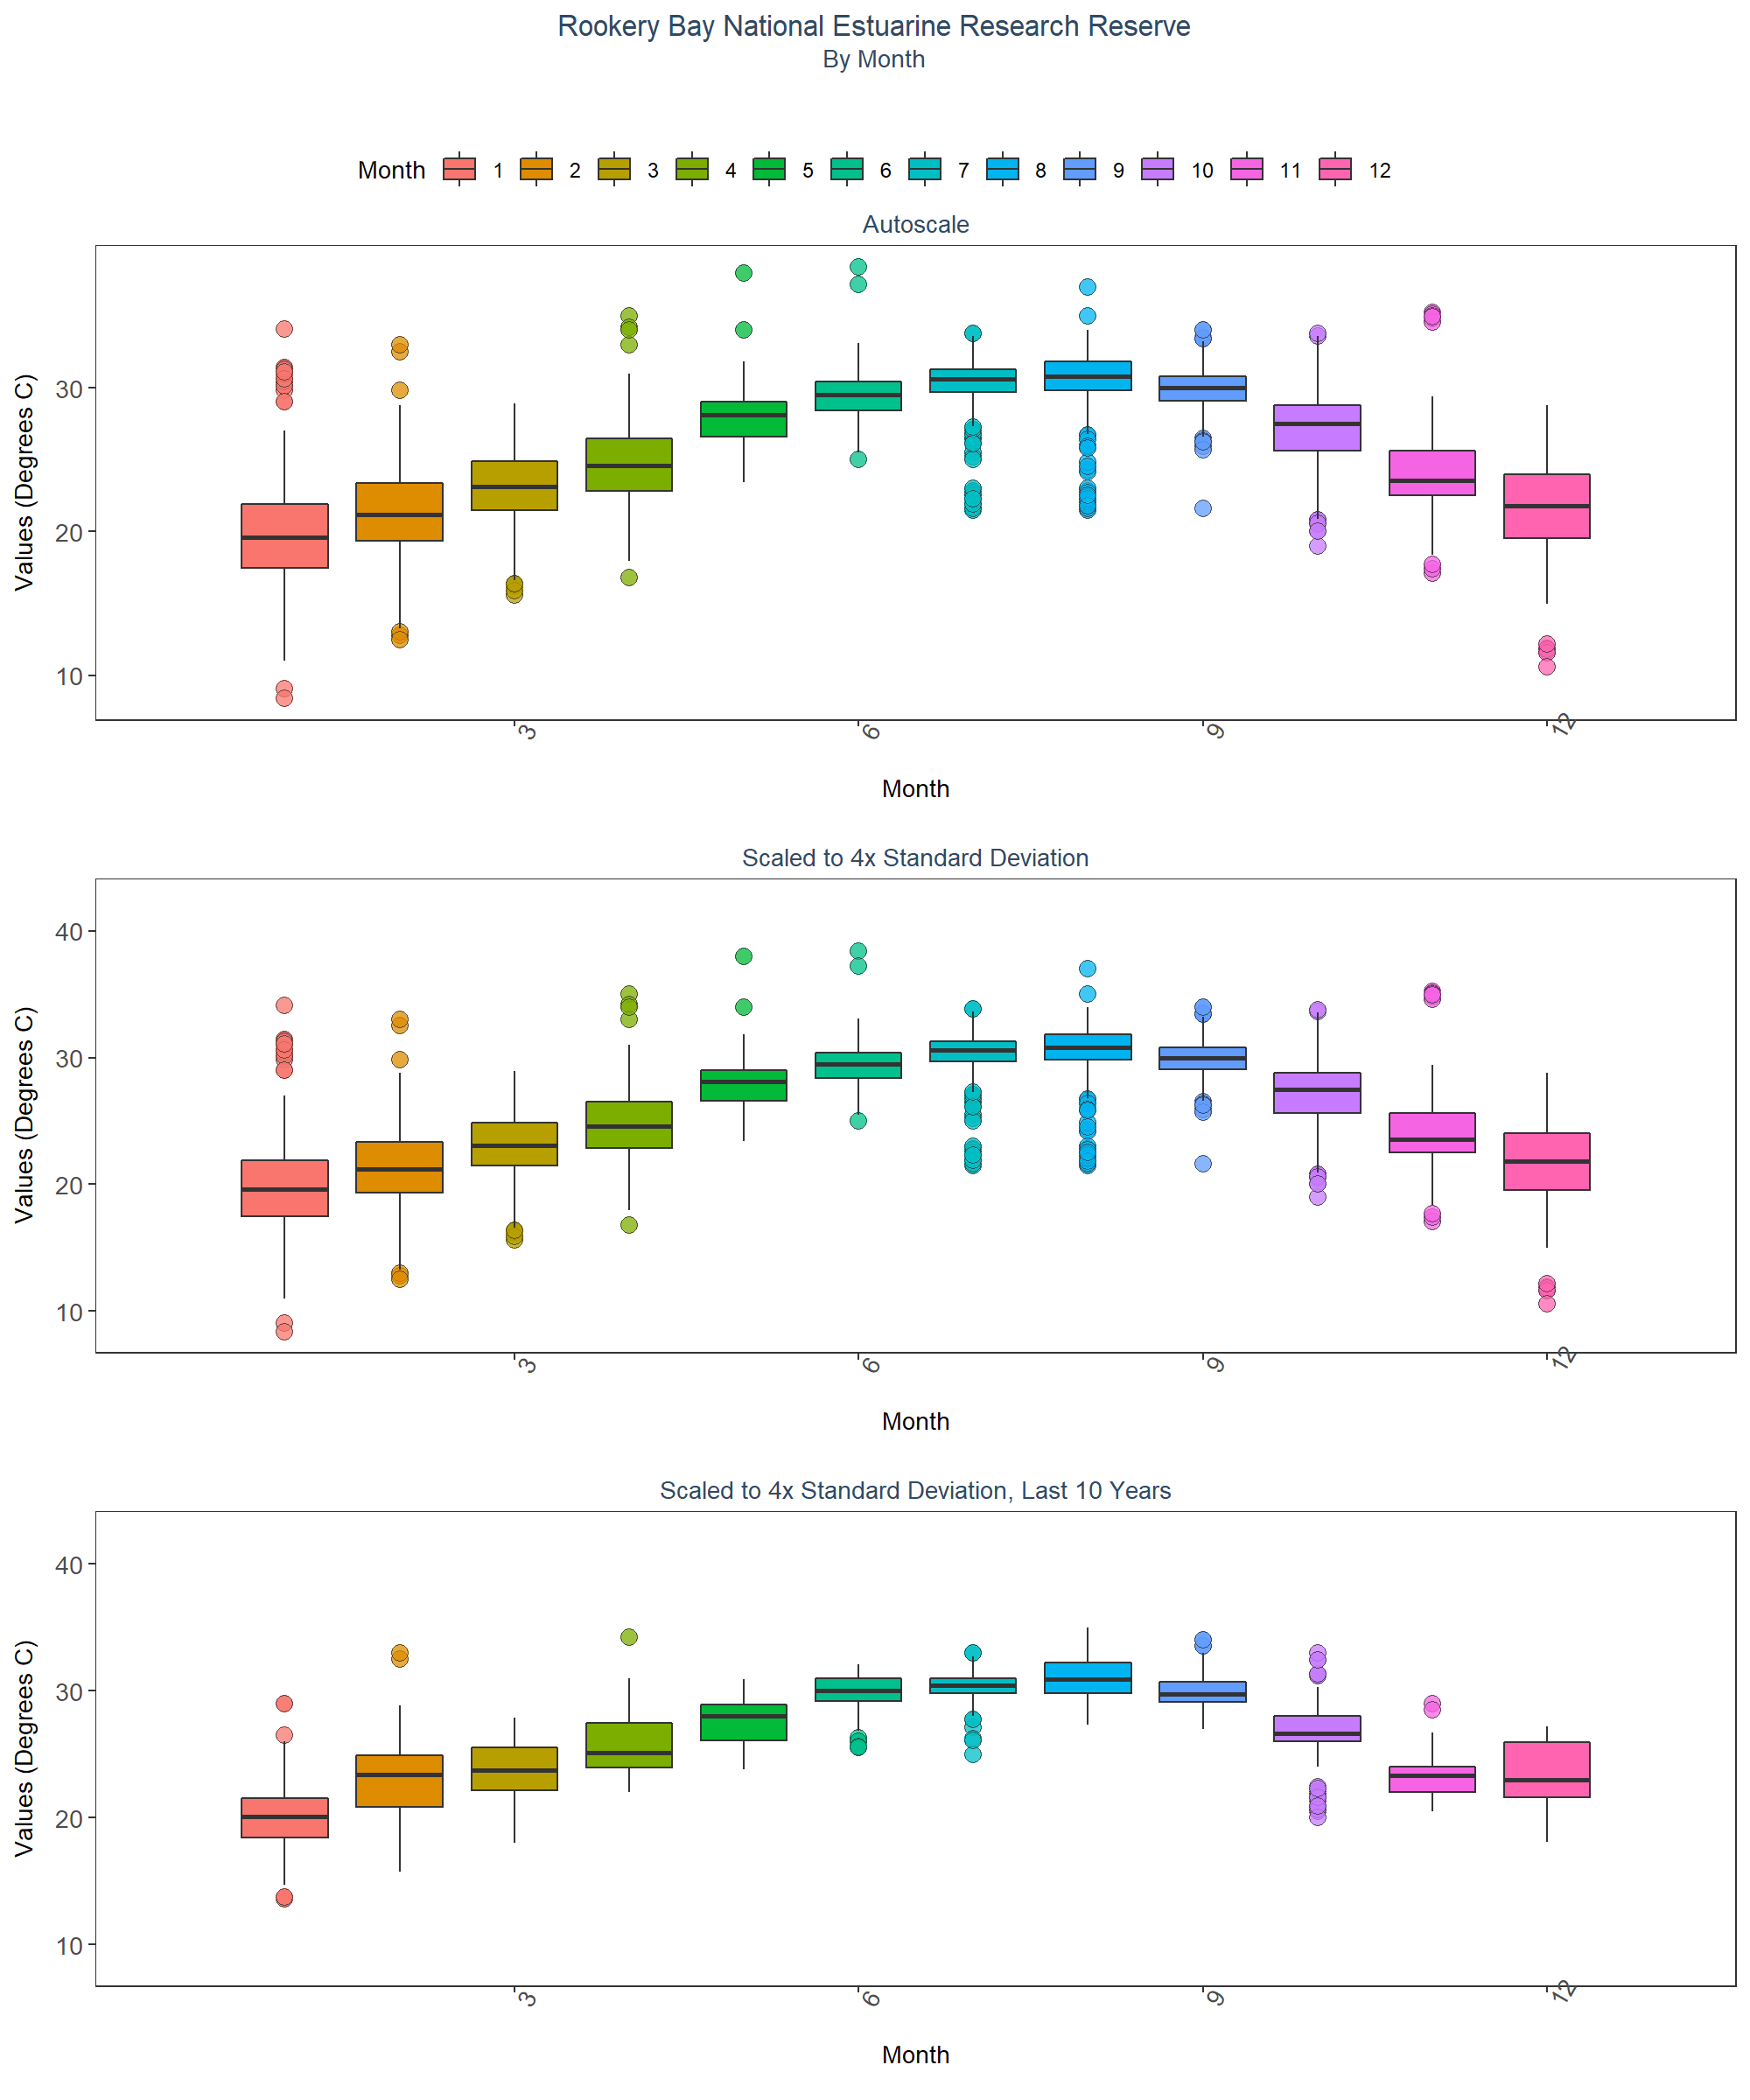 Rookery Bay National Estuarine Research Reserve
By Month
Month 1 2 3 4 5 6 7 8 9 10 11 12
Autoscale
Values (Degrees C)
30
20
10
3 6 9 12
Month
Scaled to 4x Standard Deviation
Values (Degrees C)
40
30
20
10
3 6 9 12
Month
Scaled to 4x Standard Deviation, Last 10 Years
Values (Degrees C)
40
30
20
10
3 6 9 12
Month